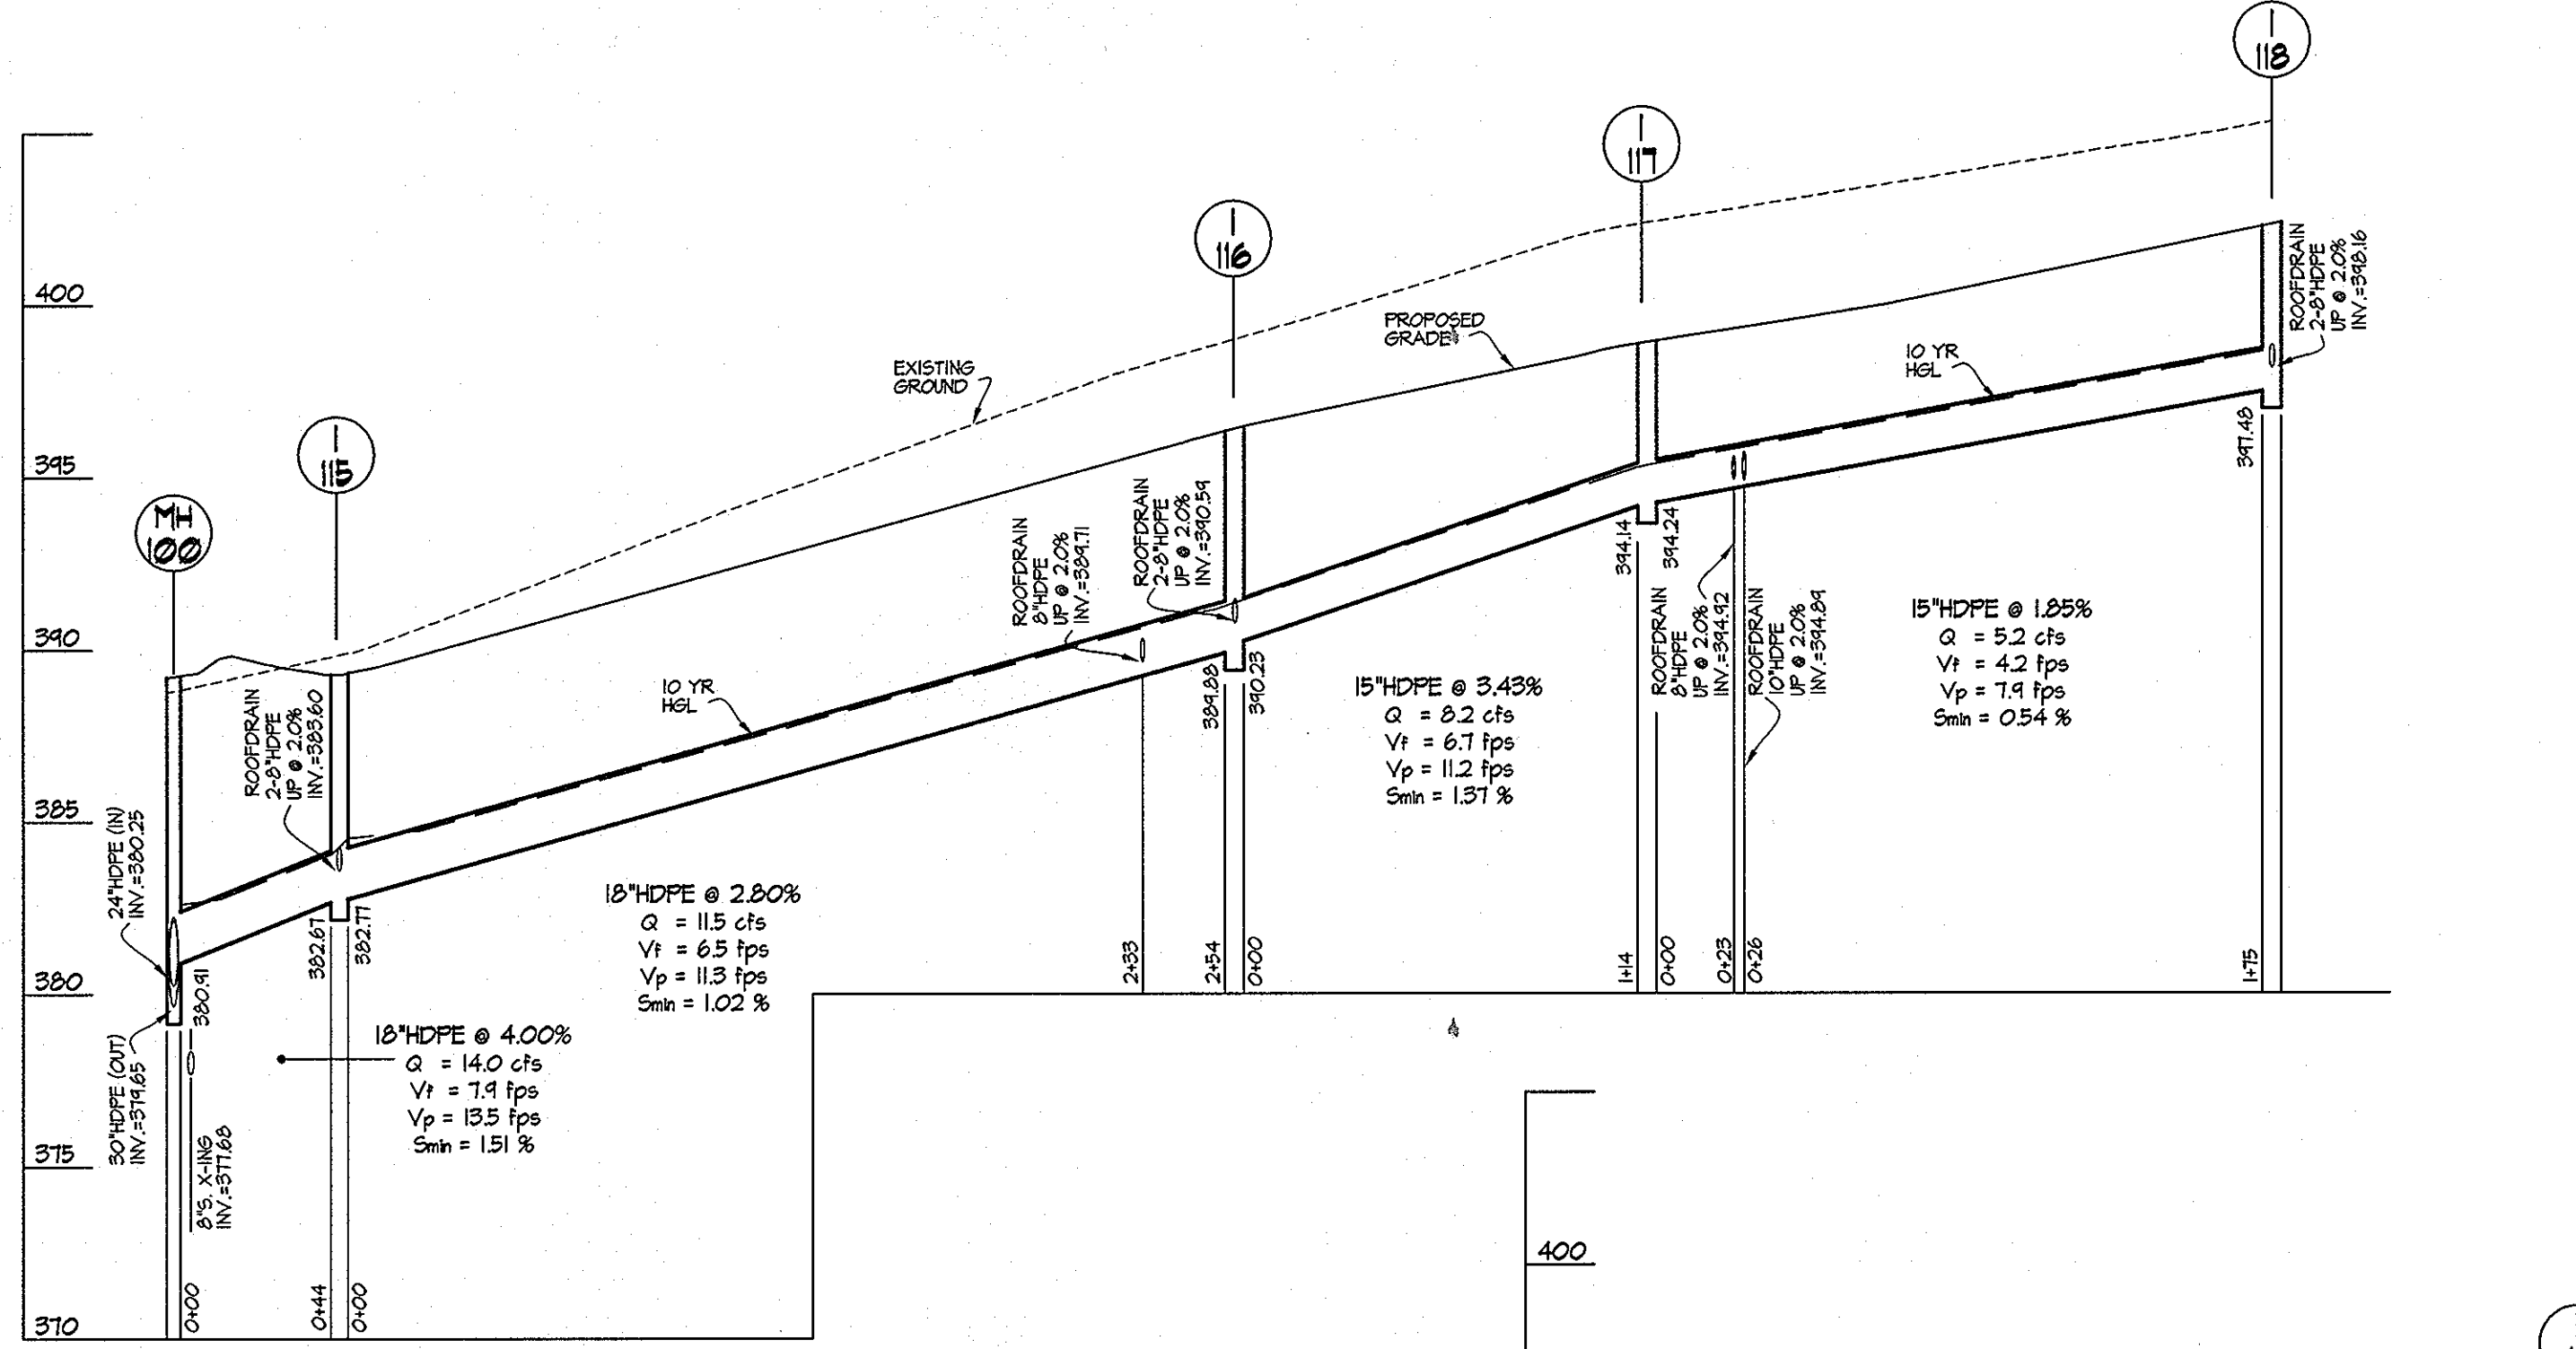 I
118
I
117
I
116
I
115
MH
100
400
395
390
385
380
375
370
EXISTING
GROUND
PROPOSED
GRADE
10 YR
HGL
10 YR
HGL
ROOFDRAIN
2-8"HDPE
UP @ 2.0%
INV.=398.16
ROOFDRAIN
2-8"HDPE
UP @ 2.0%
INV.=383.60
ROOFDRAIN
8"HDPE
UP @ 2.0%
INV.=389.71
ROOFDRAIN
2-8"HDPE
UP @ 2.0%
INV.=390.59
ROOFDRAIN
8"HDPE
UP @ 2.0%
INV.=394.92
ROOFDRAIN
10"HDPE
UP @ 2.0%
INV.=394.89
24"HDPE (IN)
INV.=380.25
30"HDPE (OUT)
INV.=379.65
8"S. X-ING
INV.=377.68
380.91
382.67
382.77
389.88
390.23
394.14
394.24
397.48
18"HDPE @ 4.00%
Q = 14.0 cfs
Vf = 7.9 fps
Vp = 13.5 fps
Smin = 1.51 %
18"HDPE @ 2.80%
Q = 11.5 cfs
Vf = 6.5 fps
Vp = 11.3 fps
Smin = 1.02 %
15"HDPE @ 3.43%
Q = 8.2 cfs
Vf = 6.7 fps
Vp = 11.2 fps
Smin = 1.37 %
15"HDPE @ 1.85%
Q = 5.2 cfs
Vf = 4.2 fps
Vp = 7.9 fps
Smin = 0.54 %
0+00
0+44
0+00
2+33
2+54
0+00
1+14
0+00
0+23
0+26
1+75
400